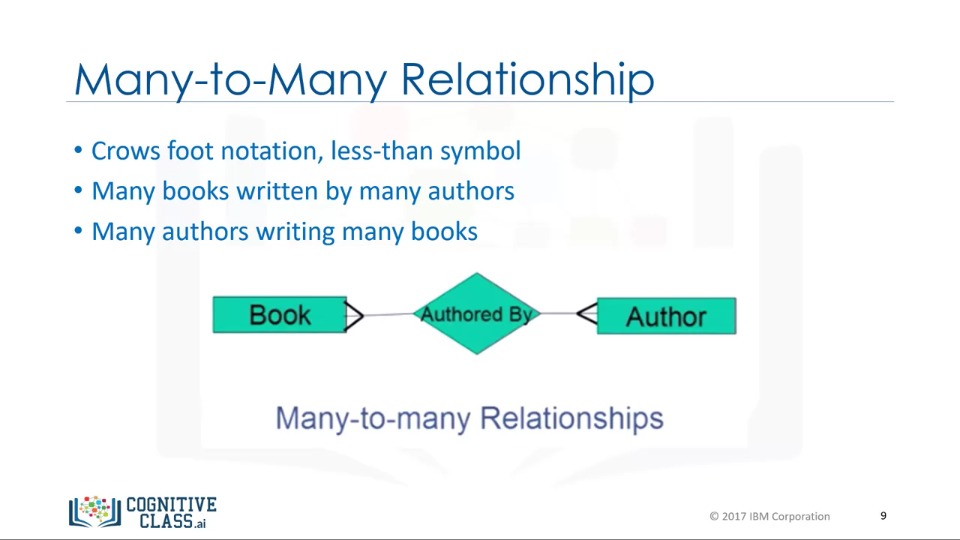 Many-to-Many Relationship
• Crows foot notation, less-than symbol
• Many books written by many authors
• Many authors writing many books
Book
Authored By
Author
Many-to-many Relationships
COGNITIVE
CLASS.ai
© 2017 IBM Corporation
9